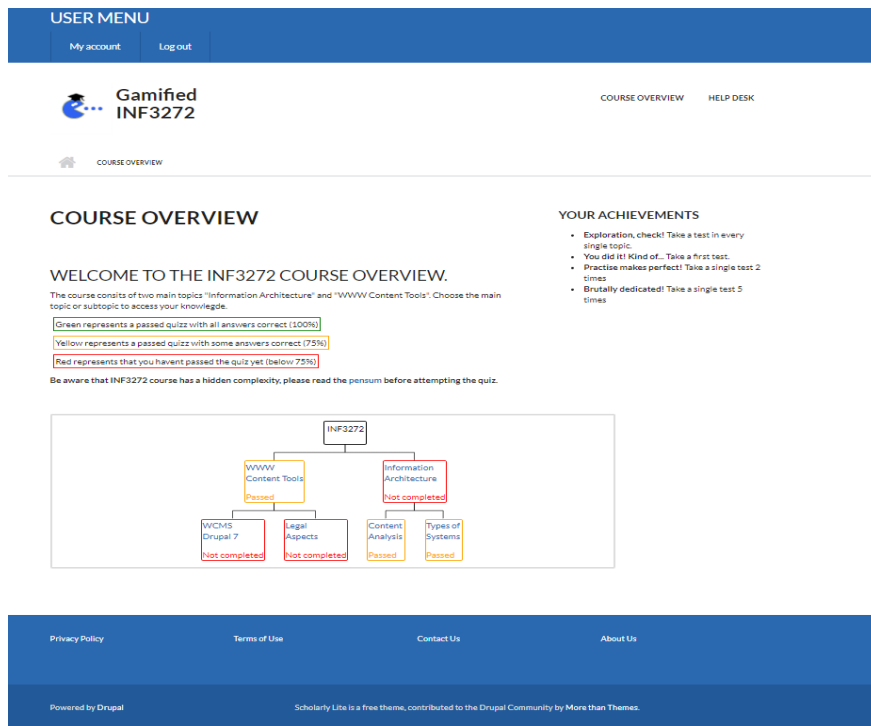 USER MENU
My account Log out
Gamified
INF3272
COURSE OVERVIEW HELP DESK
COURSE OVERVIEW
COURSE OVERVIEW
WELCOME TO THE INF3272 COURSE OVERVIEW.
The course consits of two main topics "Information Architecture" and "WWW Content Tools". Choose the main
topic or subtopic to access your knowlegde.
Green represents a passed quizz with all answers correct (100%)
Yellow represents a passed quizz with some answers correct (75%)
Red represents that you havent passed the quiz yet (below 75%)
Be aware that INF3272 course has a hidden complexity, please read the pensum before attempting the quiz.
YOUR ACHIEVEMENTS
Exploration, check! Take a test in every
single topic.
You did it! Kind of... Take a first test.
Practise makes perfect! Take a single test 2
times
Brutally dedicated! Take a single test 5
times
INF3272
WWW
Content Tools
Passed
Information
Architecture
Not completed
WCMS
Drupal 7
Not completed
Legal
Aspects
Not completed
Content
Analysis
Passed
Types of
Systems
Passed
Privacy Policy Terms of Use Contact Us About Us
Powered by Drupal Scholarly Lite is a free theme, contributed to the Drupal Community by More than Themes.